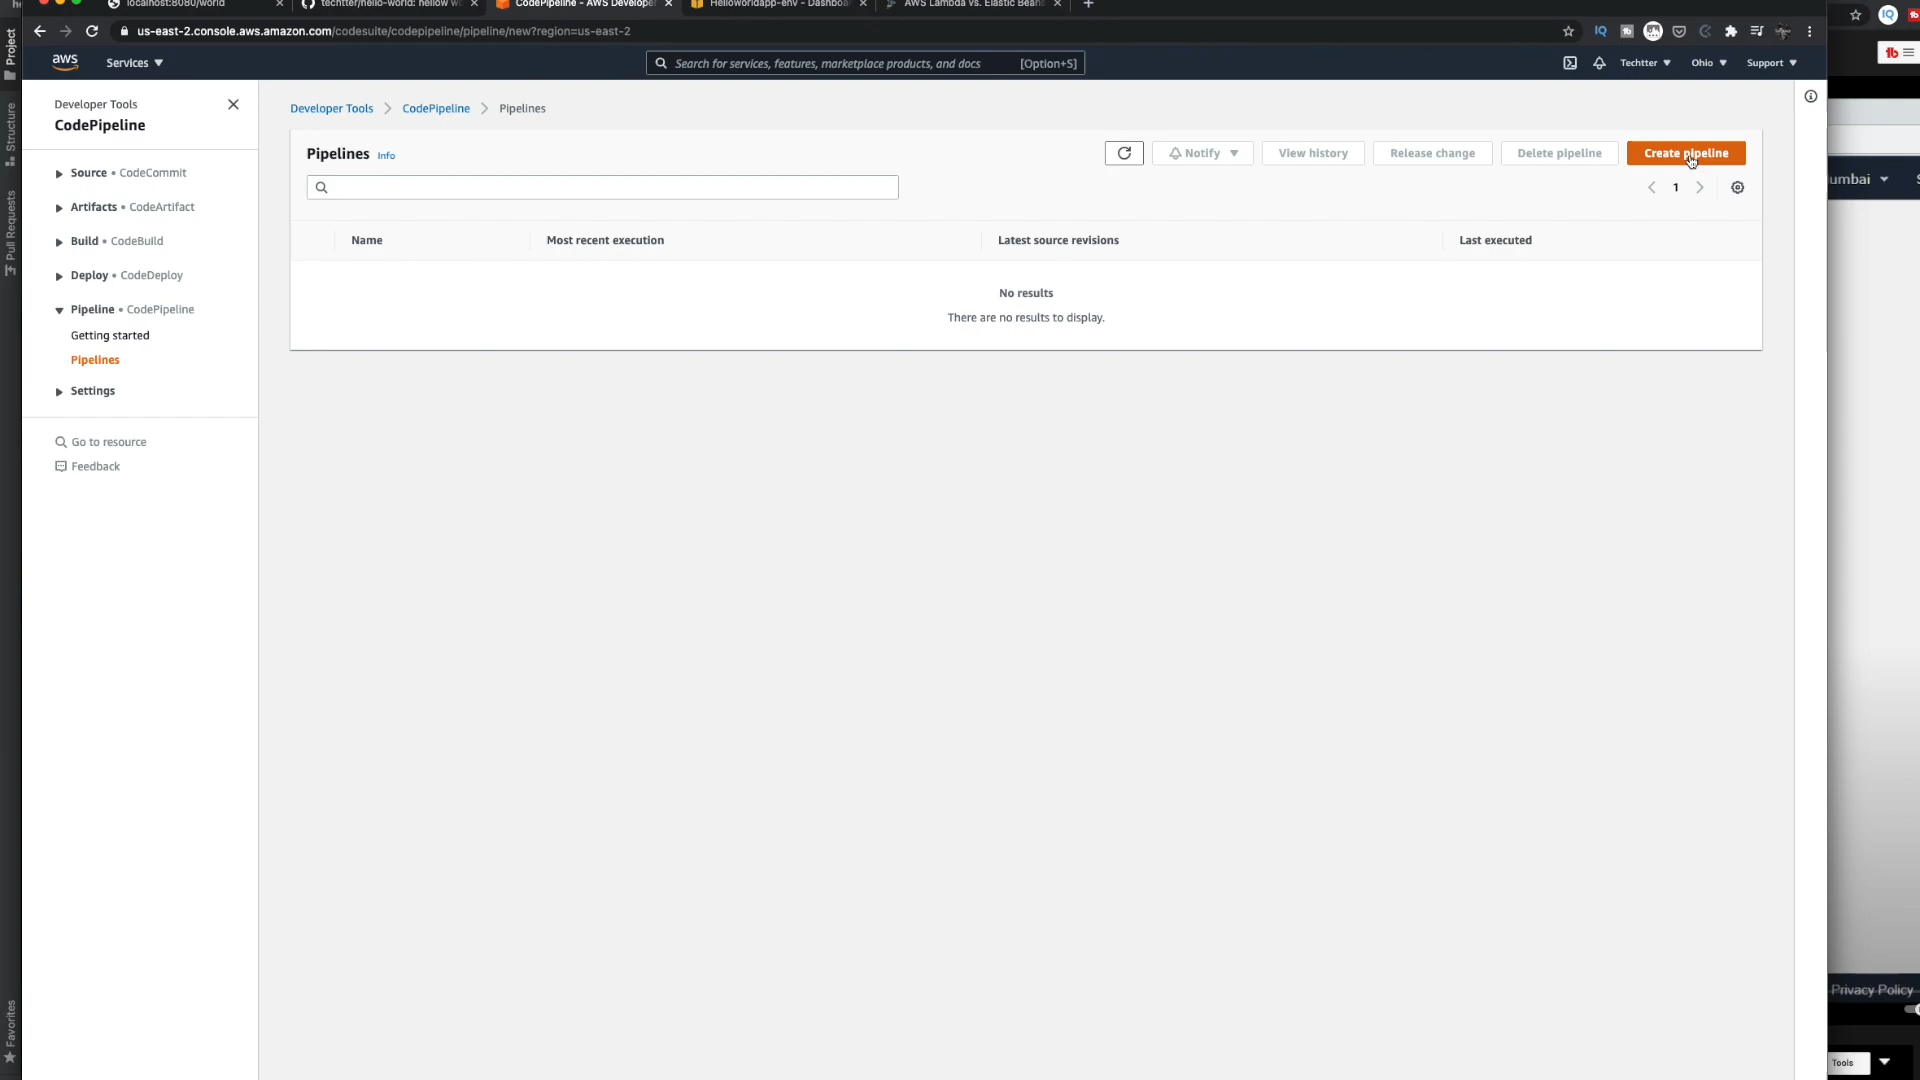 localhost:8080/world
techtter/hello-world: hellow w
CodePipeline - AWS Developer
Helloworldapp-env - Dashboa
AWS Lambda vs. Elastic Beans
us-east-2.console.aws.amazon.com/codesuite/codepipeline/pipeline/new?region=us-east-2
aws
Services
Search for services, features, marketplace products, and docs [Option+S]
Techtter
Ohio
Support
Developer Tools
CodePipeline
Source • CodeCommit
Artifacts • CodeArtifact
Build • CodeBuild
Deploy • CodeDeploy
Pipeline • CodePipeline
Getting started
Pipelines
Settings
Go to resource
Feedback
Developer Tools
CodePipeline
Pipelines
Pipelines Info
Notify
View history
Release change
Delete pipeline
Create pipeline
1
Name
Most recent execution
Latest source revisions
Last executed
No results
There are no results to display.
Project
Structure
Pull Requests
Favorites
IQ
IQ
umbai
Privacy Policy
Tools